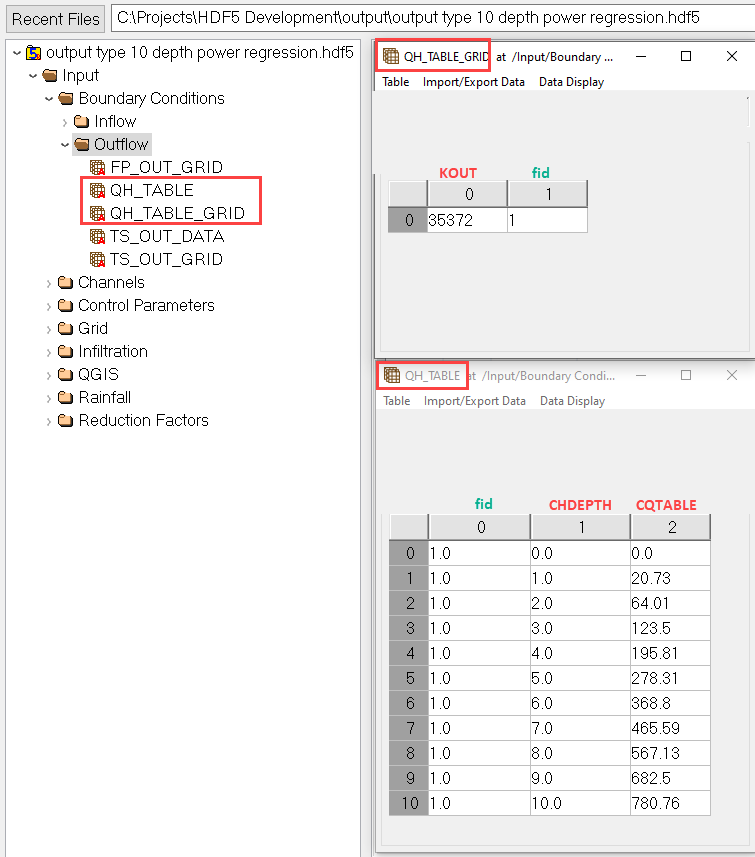 Recent Files
C:\Projects\HDF5 Development\output\output type 10 depth power regression.hdf5
output type 10 depth power regression.hdf5
Input
Boundary Conditions
Inflow
Outflow
FP_OUT_GRID
QH_TABLE
QH_TABLE_GRID
TS_OUT_DATA
TS_OUT_GRID
Channels
Control Parameters
Grid
Infiltration
QGIS
Rainfall
Reduction Factors
QH_TABLE_GRID at /Input/Boundary ...
Table Import/Export Data Data Display
KOUT fid
0 1
0 35372 1
QH_TABLE at /Input/Boundary Condi...
Table Import/Export Data Data Display
fid CHDEPTH CQTABLE
0 1 2
0 1.0 0.0 0.0
1 1.0 1.0 20.73
2 1.0 2.0 64.01
3 1.0 3.0 123.5
4 1.0 4.0 195.81
5 1.0 5.0 278.31
6 1.0 6.0 368.8
7 1.0 7.0 465.59
8 1.0 8.0 567.13
9 1.0 9.0 682.5
10 1.0 10.0 780.76